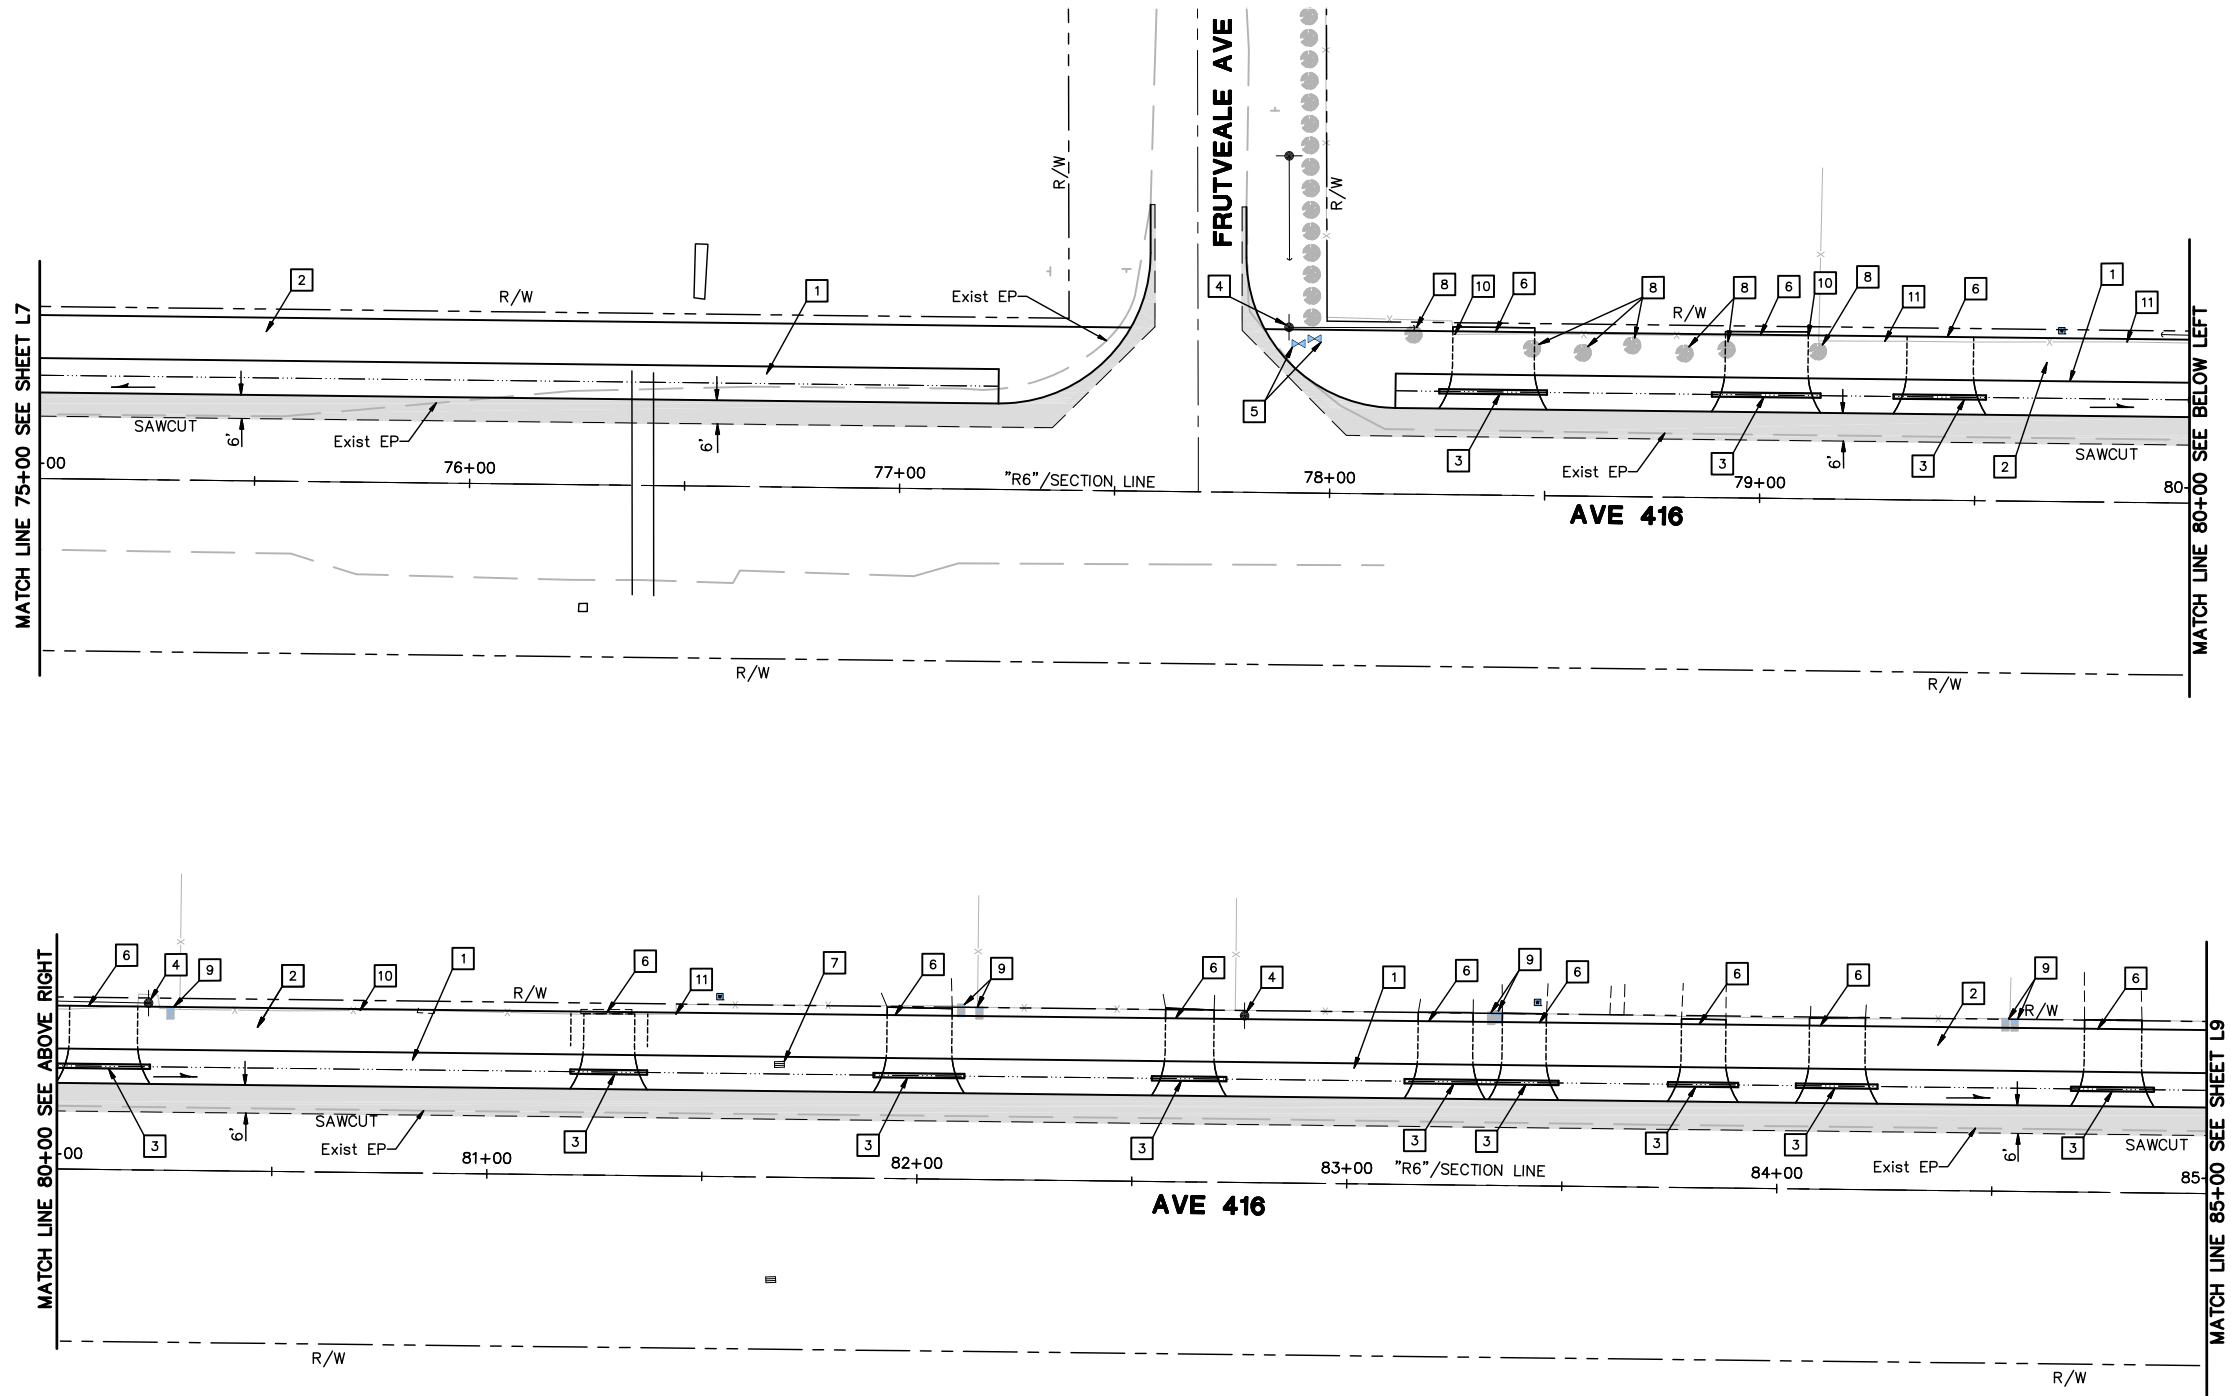 FRUTVEALE AVE
R/W
R/W
MATCH LINE 75+00 SEE SHEET L7
2
R/W
1
Exist EP
4
8
10
6
8
R/W
8
6
10
8
11
6
1
11
5
SAWCUT
6'
Exist EP
6'
3
Exist EP
3
6'
3
2
SAWCUT
MATCH LINE 80+00 SEE BELOW LEFT
-00
76+00
77+00
"R6"/SECTION LINE
78+00
79+00
80-
AVE 416
R/W
R/W
MATCH LINE 80+00 SEE ABOVE RIGHT
6
4
9
2
10
1
R/W
6
11
7
6
9
6
4
1
6
9
6
6
6
2
9
R/W
6
MATCH LINE 85+00 SEE SHEET L9
3
6'
SAWCUT
Exist EP
3
3
3
3
3
3
3
Exist EP
6'
3
SAWCUT
-00
81+00
82+00
83+00
"R6"/SECTION LINE
84+00
85-
AVE 416
R/W
R/W